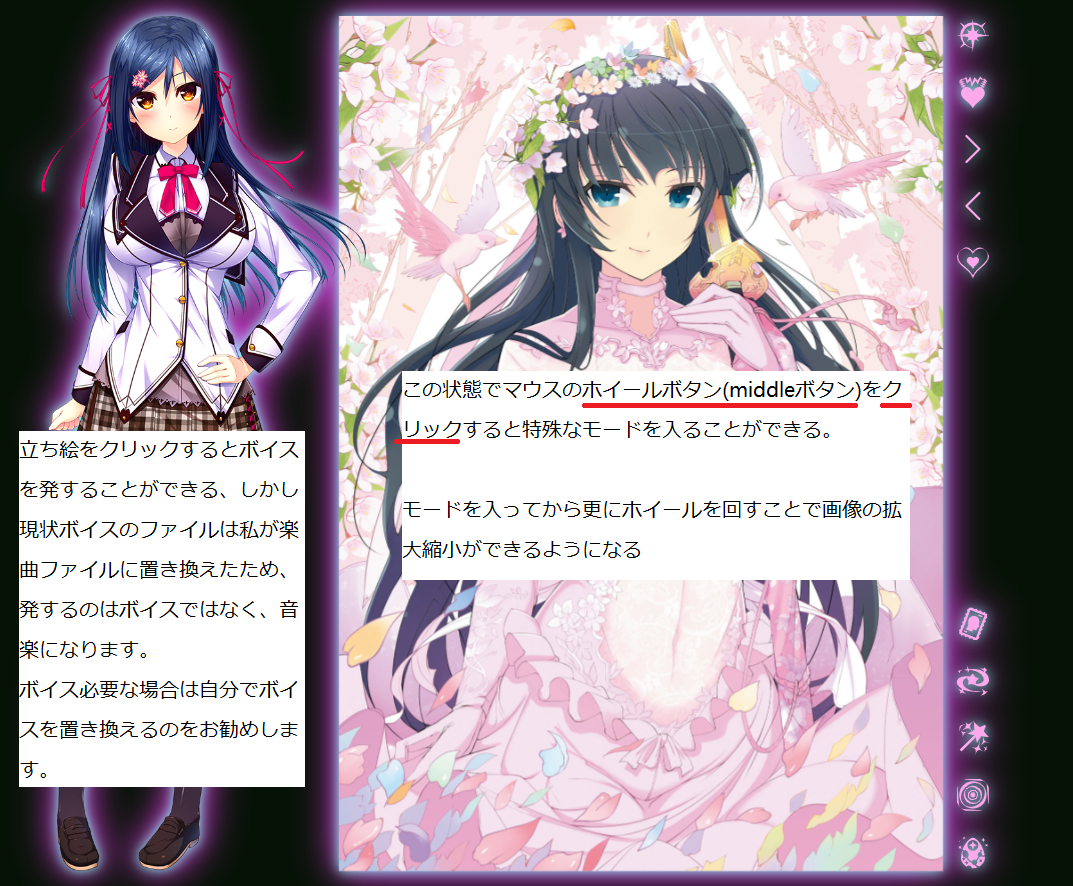 立ち絵をクリックするとボイス
を発することができる、しかし
現状ボイスのファイルは私が楽
曲ファイルに置き換えたため、
発するのはボイスではなく、音
楽になります。
ボイス必要な場合は自分でボイ
スを置き換えるのをお勧めしま
す。
この状態でマウスのホイールボタン(middleボタン)をク
リックすると特殊なモードを入ることができる。
モードを入ってから更にホイールを回すことで画像の拡
大縮小ができるようになる